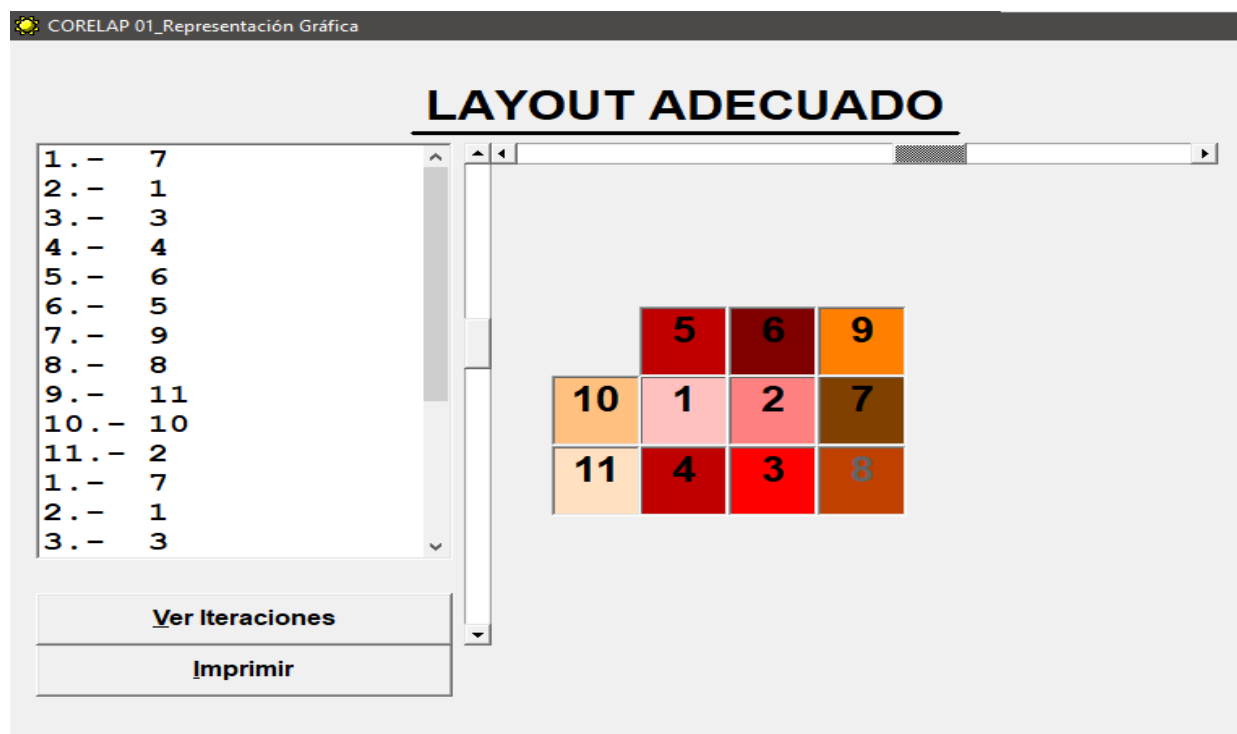 CORELAP 01_Representación Gráfica
LAYOUT ADECUADO
1.- 7
2.- 1
3.- 3
4.- 4
5.- 6
6.- 5
7.- 9
8.- 8
9.- 11
10.- 10
11.- 2
1.- 7
2.- 1
3.- 3
Ver Iteraciones
Imprimir
5 6 9
10 1 2 7
11 4 3 8